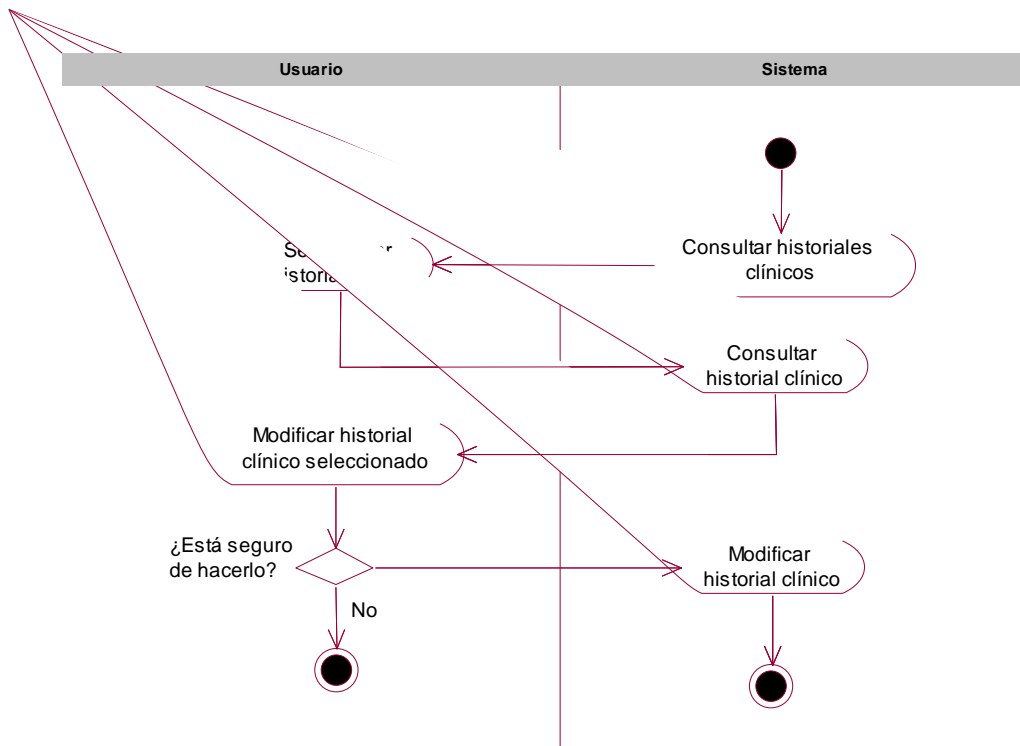 Usuario
Sistema
Consultar historiales
clínicos
Consultar
historial clínico
Modificar historial
clínico seleccionado
¿Está seguro
de hacerlo?
No
Modificar
historial clínico